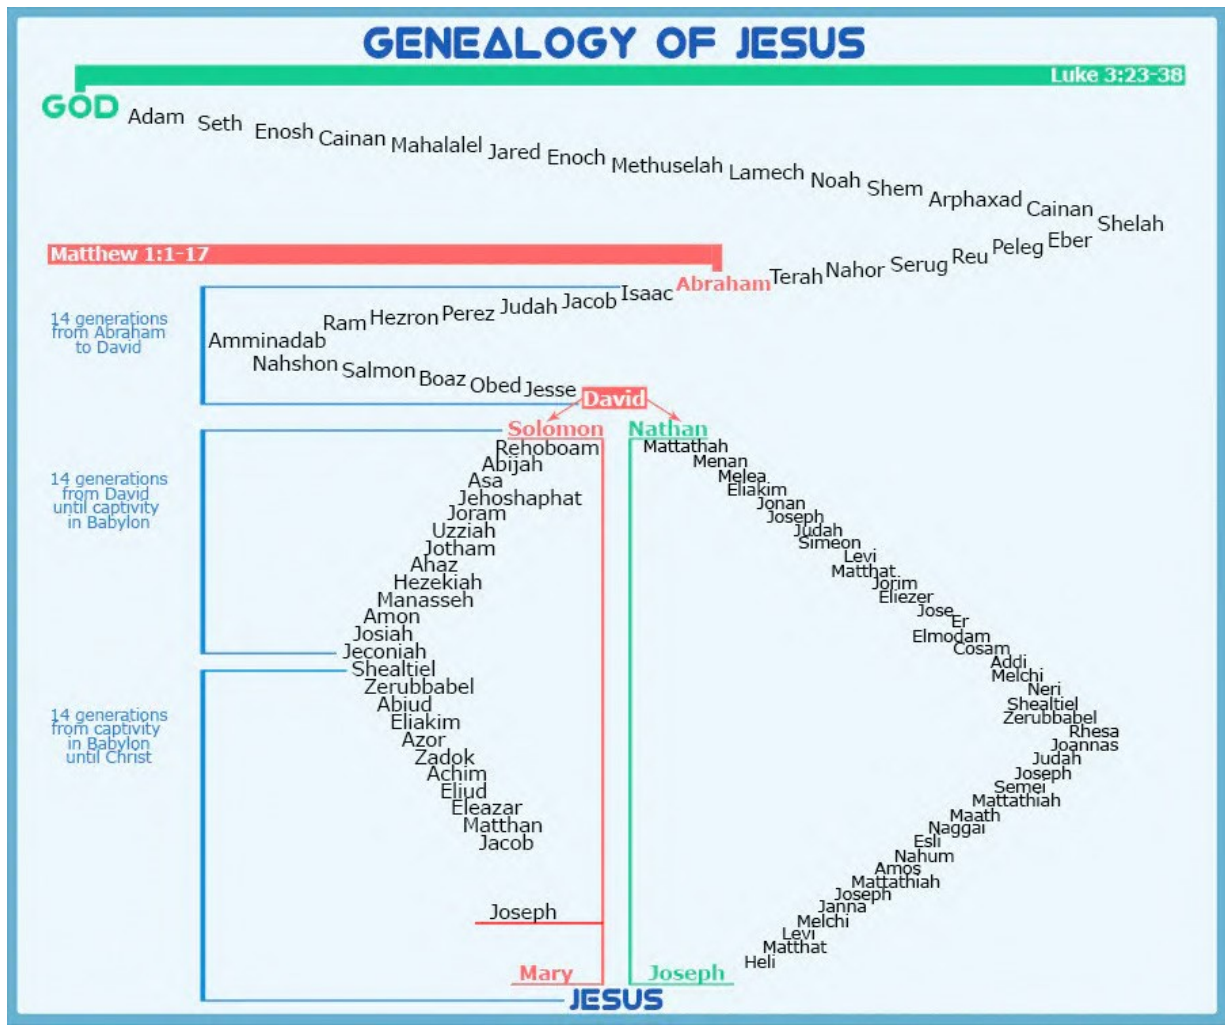 GENEALOGY OF JESUS
Luke 3:23-38
GOD
Adam
Seth
Enosh
Cainan
Mahalalel
Jared
Enoch
Methuselah
Lamech
Noah
Shem
Arphaxad
Cainan
Shelah
Eber
Peleg
Reu
Serug
Nahor
Terah
Matthew 1:1-17
Abraham
Isaac
Jacob
Judah
Perez
Hezron
Ram
Amminadab
Nahshon
Salmon
Boaz
Obed
Jesse
David
14 generations
from Abraham
to David
Solomon
Rehoboam
Abijah
Asa
Jehoshaphat
Joram
Uzziah
Jotham
Ahaz
Hezekiah
Manasseh
Amon
Josiah
Jeconiah
14 generations
from David
until captivity
in Babylon
Shealtiel
Zerubbabel
Abiud
Eliakim
Azor
Zadok
Achim
Eliud
Eleazar
Matthan
Jacob
Joseph
Mary
14 generations
from captivity
in Babylon
until Christ
Nathan
Mattathah
Menan
Melea
Eliakim
Jonan
Joseph
Judah
Simeon
Levi
Matthat
Jorim
Eliezer
Jose
Er
Elmodam
Cosam
Addi
Melchi
Neri
Shealtiel
Zerubbabel
Rhesa
Joannas
Judah
Joseph
Semei
Mattathiah
Maath
Naggai
Esli
Nahum
Amos
Mattathiah
Joseph
Janna
Melchi
Levi
Matthat
Heli
Joseph
JESUS